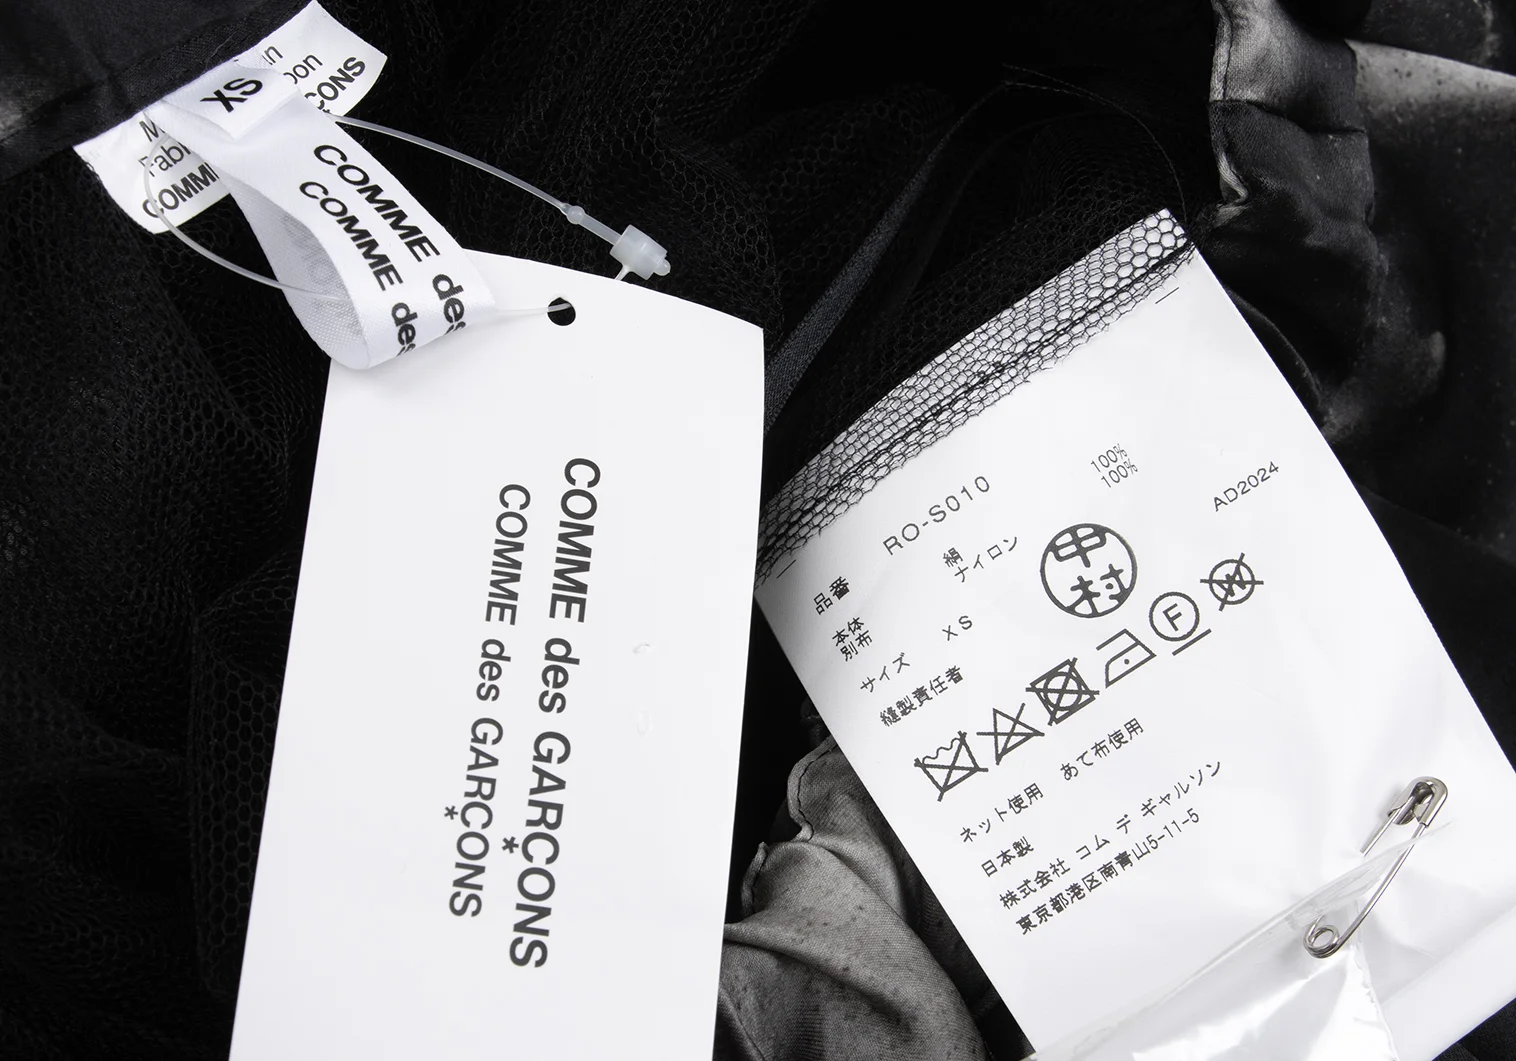 XS
COMME des
COMME des
COMME des GARÇONS
COMME des GARÇONS
品番 RO-S010
本体 絹 100%
別布 ナイロン 100%
サイズ XS
AD2024
縫製責任者 中村
F
W
ネット使用 あて布使用
日本製
株式会社 コム デ ギャルソン
東京都港区南青山5-11-5